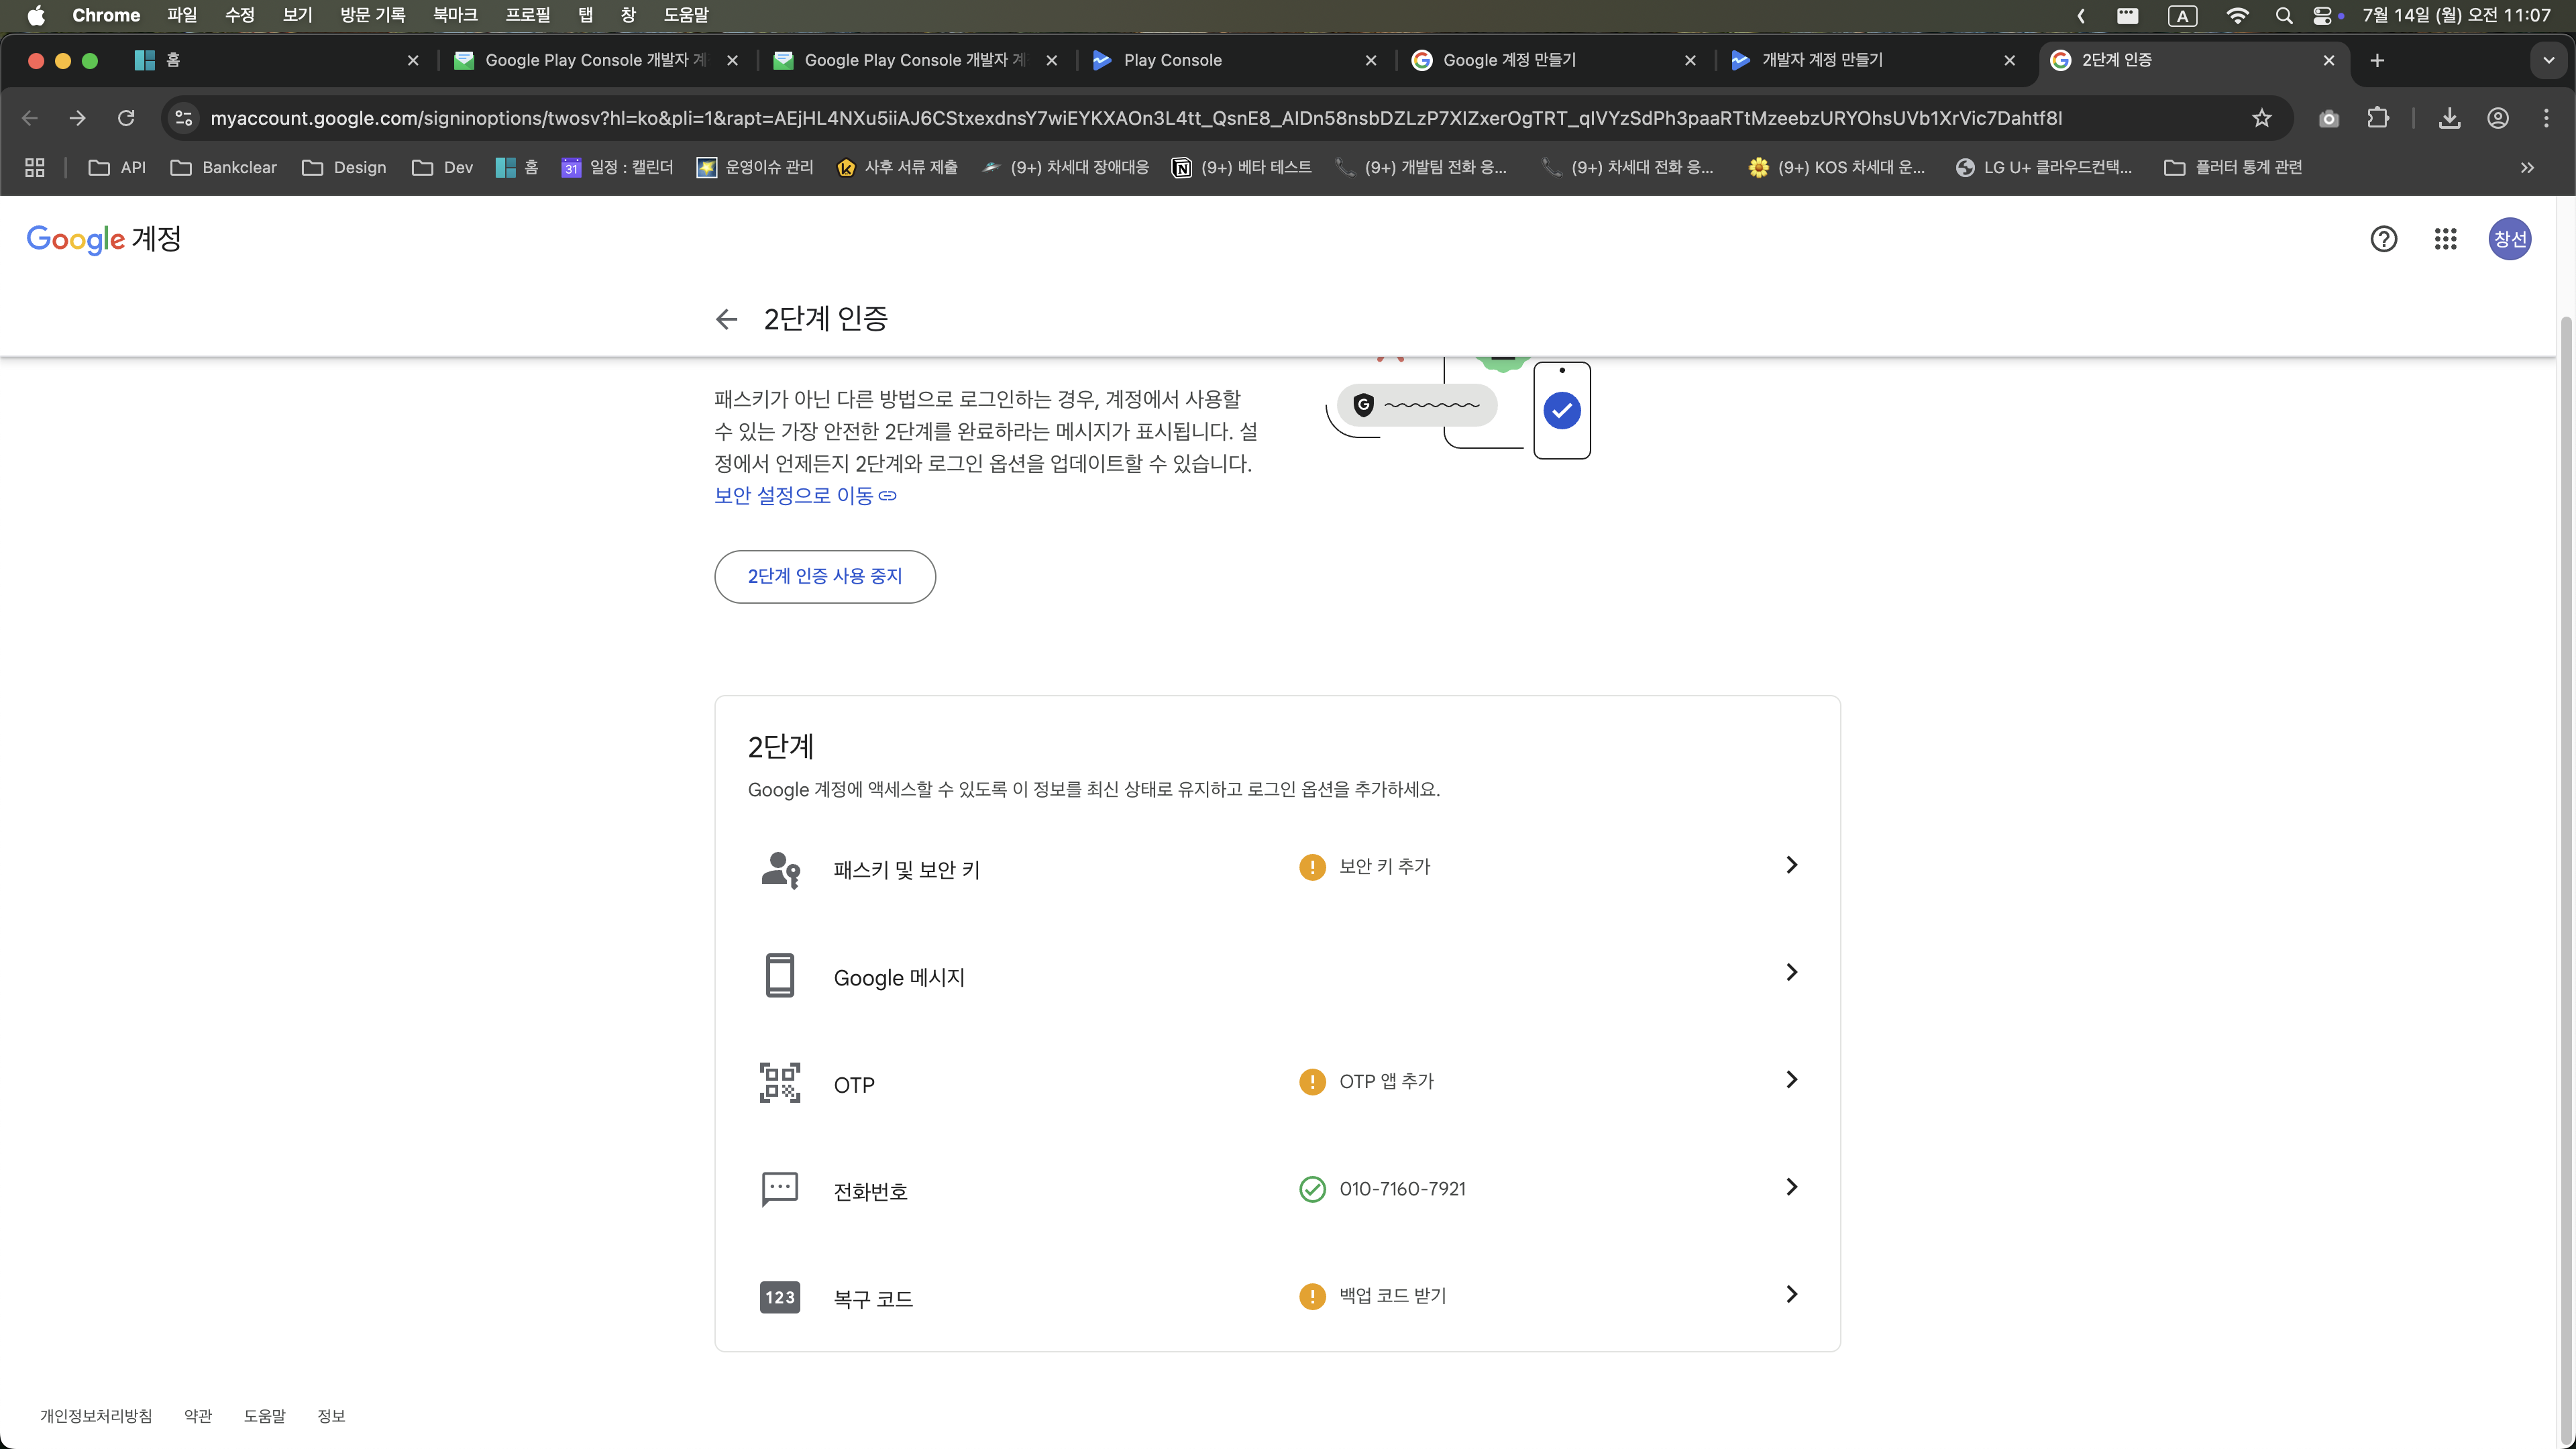 Chrome 파일 수정 보기 방문 기록 북마크 프로필 탭 창 도움말 A 7월 14일 (월) 오전 11:07
홈 Google Play Console 개발자 계 Google Play Console 개발자 계 Play Console Google 계정 만들기 개발자 계정 만들기 2단계 인증
myaccount.google.com/signinoptions/twosv?hl=ko&pli=1&rapt=AEjHL4NXu5iiAJ6CStxexdnsY7wiEYKXAOn3L4tt_QsnE8_AIDn58nsbDZLzP7XIZxerOgTRT_qIVYzSdPh3paaRTtMzeebzURYOhsUVb1XrVic7Dahtf8I
API Bankclear Design Dev 홈 31 일정 : 캘린더 운영이슈 관리 사후 서류 제출 (9+) 차세대 장애대응 (9+) 베타 테스트 (9+) 개발팀 전화 응... (9+) 차세대 전화 응... (9+) KOS 차세대 운... LG U+ 클라우드컨택... 플러터 통계 관련
Google 계정 창선
2단계 인증
패스키가 아닌 다른 방법으로 로그인하는 경우, 계정에서 사용할
수 있는 가장 안전한 2단계를 완료하라는 메시지가 표시됩니다. 설
정에서 언제든지 2단계와 로그인 옵션을 업데이트할 수 있습니다.
보안 설정으로 이동
G
2단계 인증 사용 중지
2단계
Google 계정에 액세스할 수 있도록 이 정보를 최신 상태로 유지하고 로그인 옵션을 추가하세요.
패스키 및 보안 키 보안 키 추가
Google 메시지
OTP OTP 앱 추가
전화번호 010-7160-7921
123 복구 코드 백업 코드 받기
개인정보처리방침 약관 도움말 정보